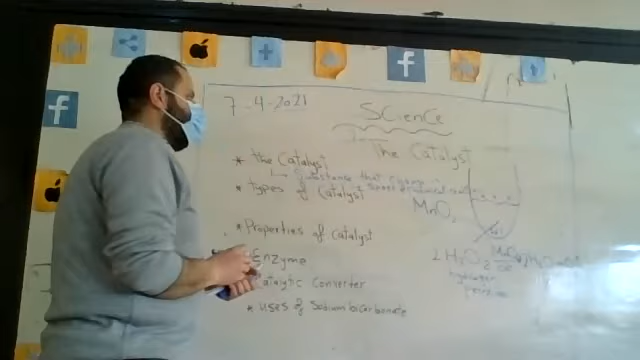 7-4-2021
Science
The Catalyst
* the Catalyst
Substance that
* types of Catalyst
MnO2
* Properties of Catalyst
Enzyme
Catalytic Converter
2 H2O2
hydrogen
* uses of Sodium bicarbonate